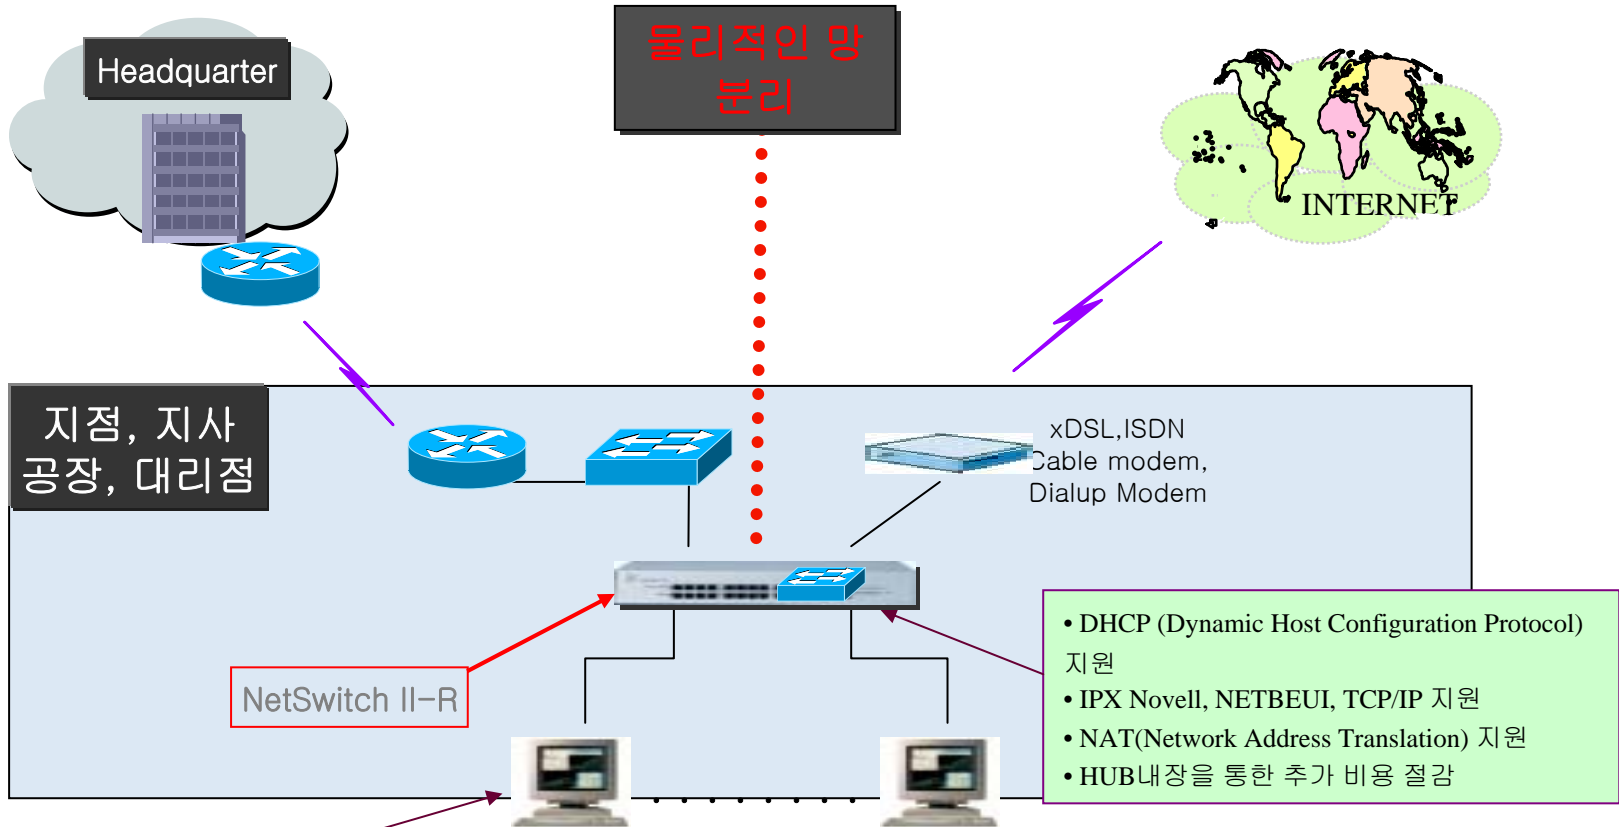 Headquarter
물리적인 망
분리
INTERNET
지점, 지사
공장, 대리점
xDSL,ISDN
Cable modem,
Dialup Modem
NetSwitch II-R
• DHCP (Dynamic Host Configuration Protocol)
지원
• IPX Novell, NETBEUI, TCP/IP 지원
• NAT(Network Address Translation) 지원
• HUB내장을 통한 추가 비용 절감